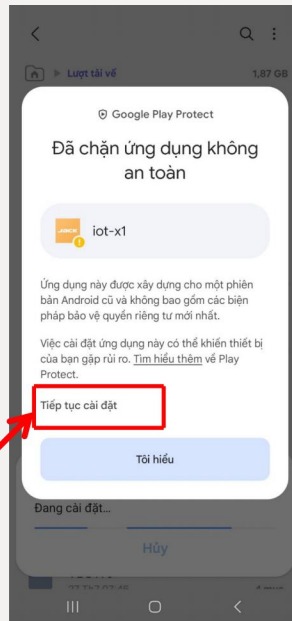 Lượt tải về
1,87 GB
Google Play Protect
Đã chặn ứng dụng không
an toàn
iot-x1
Ứng dụng này được xây dựng cho một phiên
bản Android cũ và không bao gồm các biện
pháp bảo vệ quyền riêng tư mới nhất.
Việc cài đặt ứng dụng này có thể khiến thiết bị
của bạn gặp rủi ro. Tìm hiểu thêm về Play
Protect.
Tiếp tục cài đặt
Tôi hiểu
Đang cài đặt...
Hủy